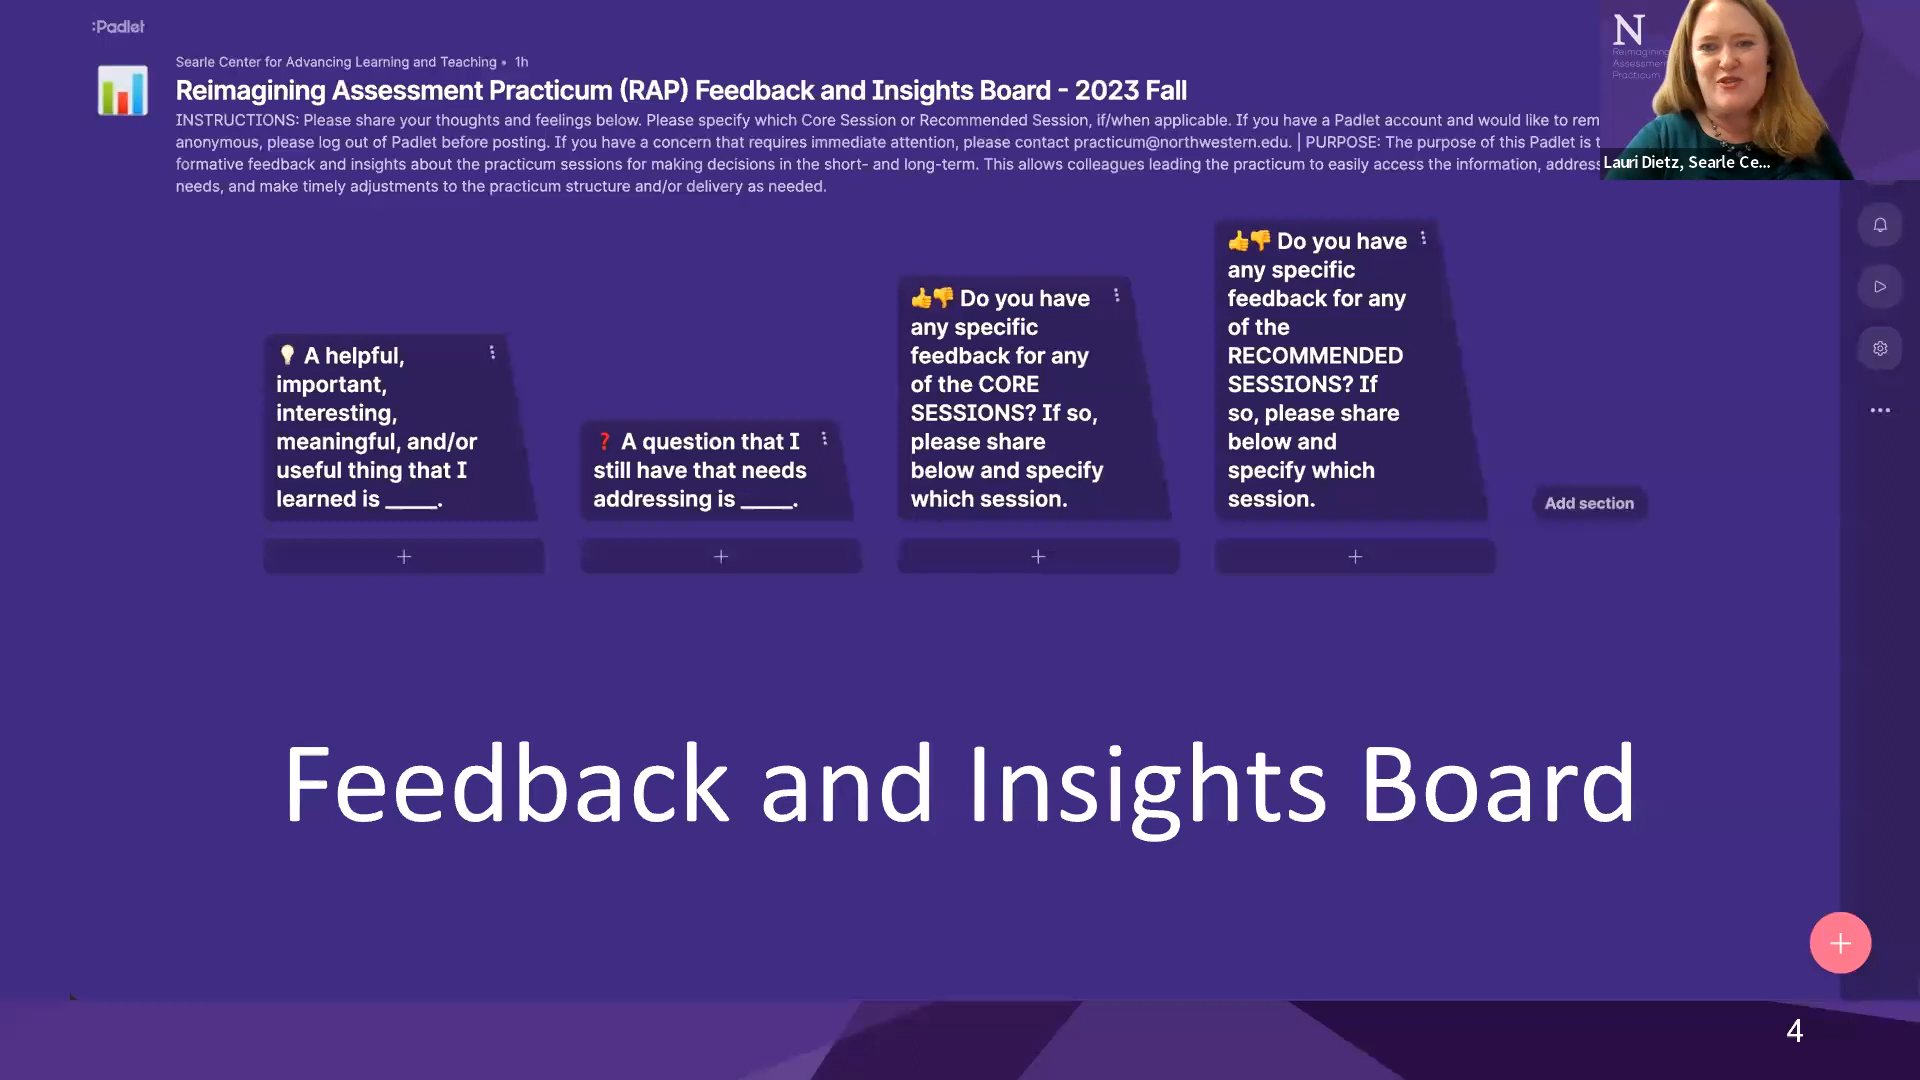 :Padlet
Searle Center for Advancing Learning and Teaching • 1h
Reimagining Assessment Practicum (RAP) Feedback and Insights Board - 2023 Fall
INSTRUCTIONS: Please share your thoughts and feelings below. Please specify which Core Session or Recommended Session, if/when applicable. If you have a Padlet account and would like to rem
anonymous, please log out of Padlet before posting. If you have a concern that requires immediate attention, please contact practicum@northwestern.edu. | PURPOSE: The purpose of this Padlet is t
formative feedback and insights about the practicum sessions for making decisions in the short- and long-term. This allows colleagues leading the practicum to easily access the information, address
needs, and make timely adjustments to the practicum structure and/or delivery as needed.
N
Reimagining
Assessment
Practicum
Lauri Dietz, Searle Ce...
💡 A helpful,
important,
interesting,
meaningful, and/or
useful thing that I
learned is _____.
❓ A question that I
still have that needs
addressing is _____.
👍👎 Do you have
any specific
feedback for any
of the CORE
SESSIONS? If so,
please share
below and specify
which session.
👍👎 Do you have
any specific
feedback for any
of the
RECOMMENDED
SESSIONS? If
so, please share
below and
specify which
session.
Add section
Feedback and Insights Board
4